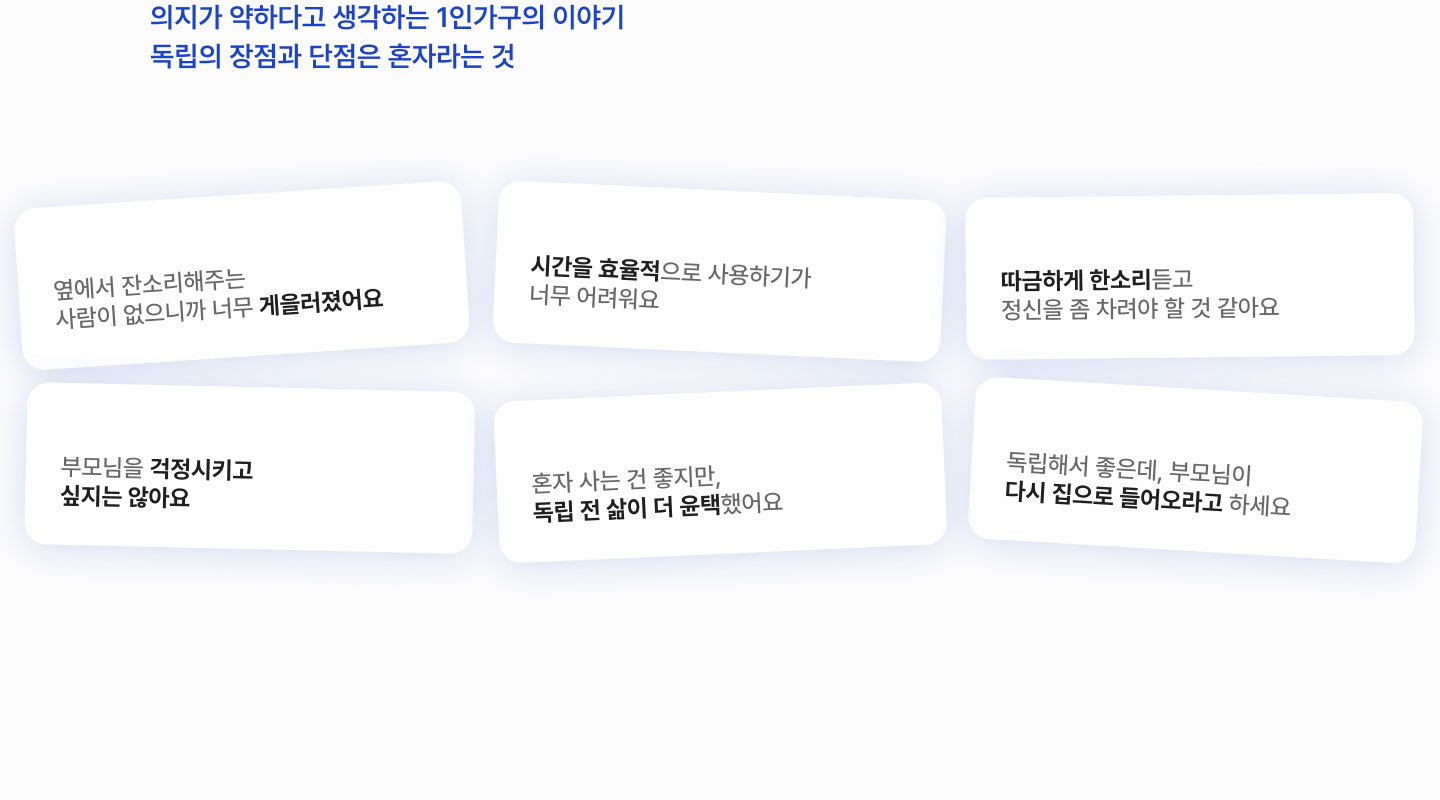 의지가 약하다고 생각하는 1인가구의 이야기
독립의 장점과 단점은 혼자라는 것
옆에서 잔소리해주는
사람이 없으니까 너무 게을러졌어요
시간을 효율적으로 사용하기가
너무 어려워요
따금하게 한소리듣고
정신을 좀 차려야 할 것 같아요
부모님을 걱정시키고
싶지는 않아요
혼자 사는 건 좋지만,
독립 전 삶이 더 윤택했어요
독립해서 좋은데, 부모님이
다시 집으로 들어오라고 하세요